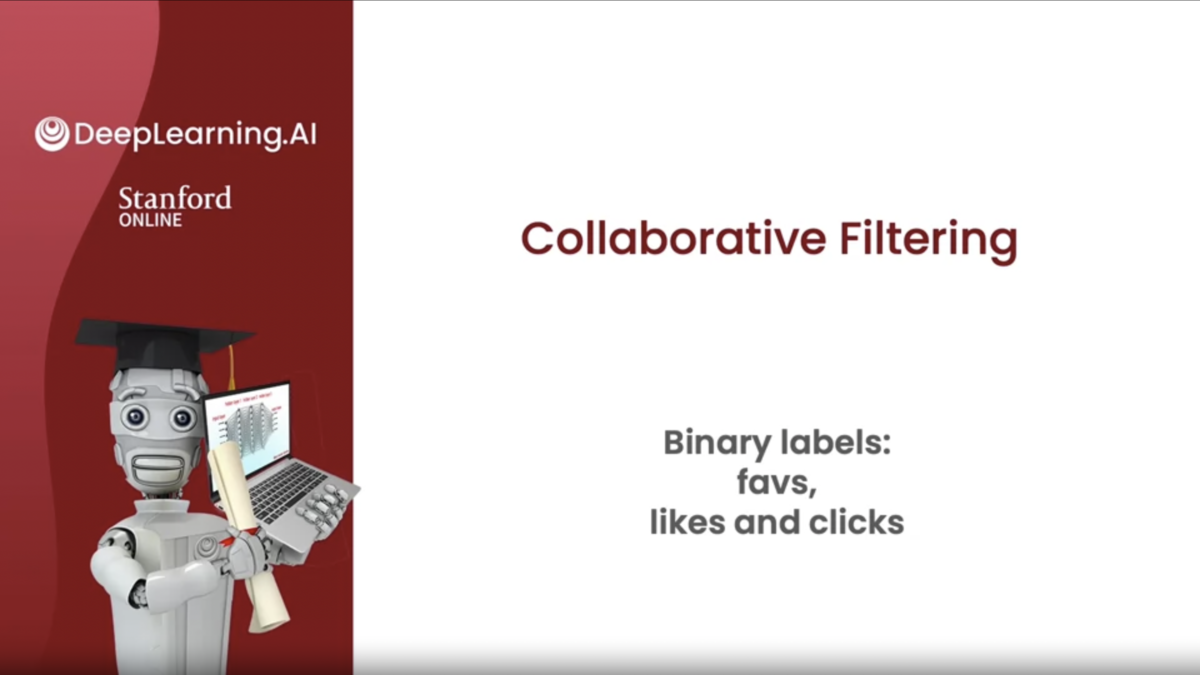 DeepLearning.AI
Stanford
ONLINE
Collaborative Filtering
Binary labels:
favs,
likes and clicks